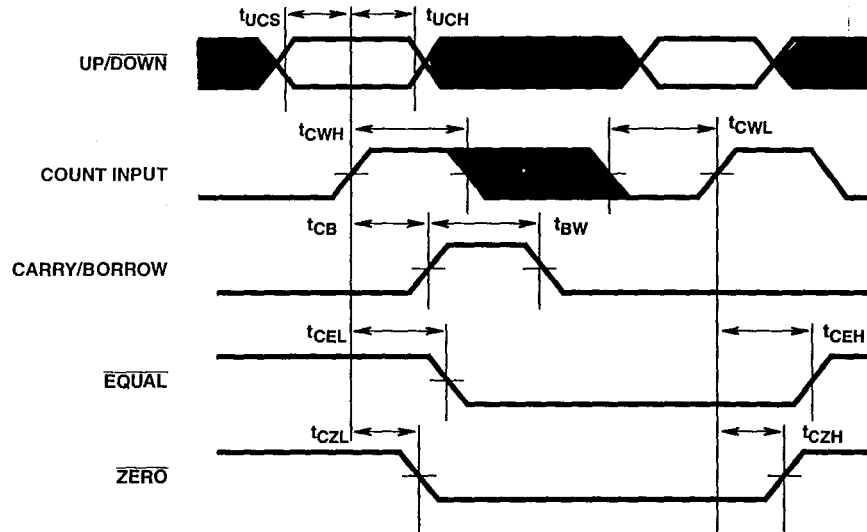 tUCS tUCH
UP/DOWN
tCWH tCWL
COUNT INPUT
tCB tBW
CARRY/BORROW
tCEL tCEH
EQUAL
tCZL tCZH
ZERO